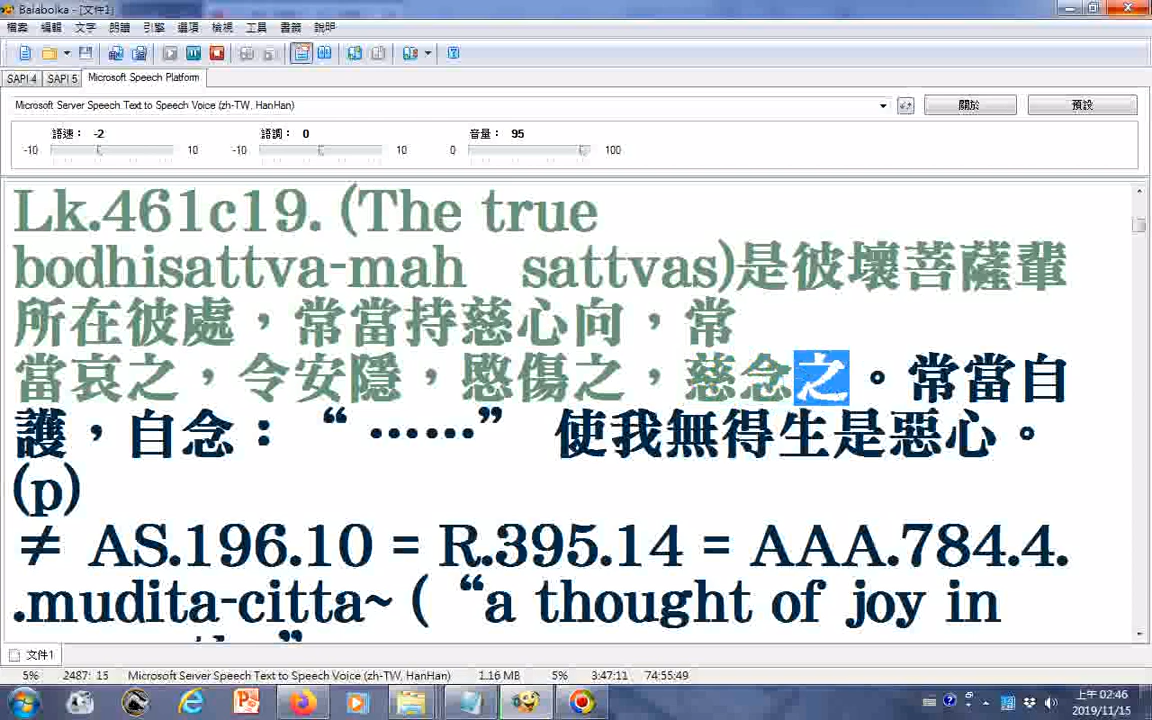 Balabolka - [文件1]
檔案 編輯 文字 朗讀 引擎 選項 檢視 工具 書籤 說明
SAPI 4 SAPI 5 Microsoft Speech Platform
Microsoft Server Speech Text to Speech Voice (zh-TW, HanHan) 關於 預設
語速： -2 語調： 0 音量： 95
-10 10 -10 10 0 100
Lk.461c19. (The true
bodhisattva-mah sattvas)是彼壞菩薩輩
所在彼處，常當持慈心向，常
當哀之，令安隱，愍傷之，慈念之。常當自
護，自念：“ ……” 使我無得生是惡心。
(p)
≠ AS.196.10 = R.395.14 = AAA.784.4.
.mudita-citta~ ( “a thought of joy in
文件1
5% 2487: 15 Microsoft Server Speech Text to Speech Voice (zh-TW, HanHan) 1.16 MB 5% 3:47:11 74:55:49
上午 02:46
2019/11/15